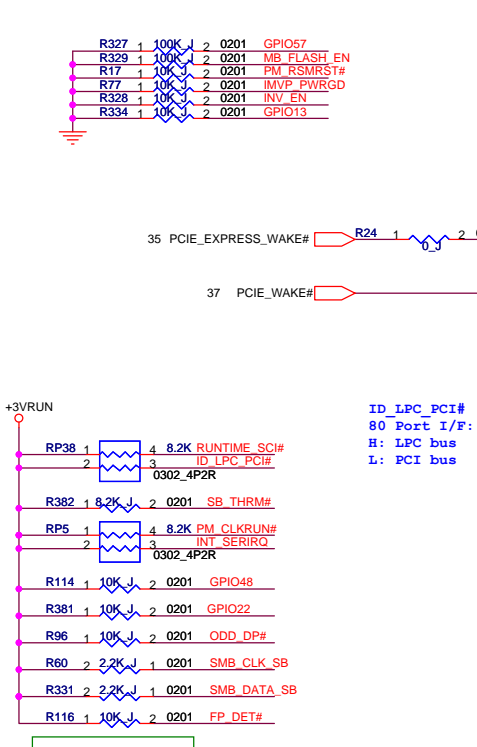 R327 1 100K_J 2 0201 GPIO57
R329 1 100K_J 2 0201 MB_FLASH_EN
R17 1 10K_J 2 0201 PM_RSMRST#
R77 1 10K_J 2 0201 IMVP_PWRGD
R328 1 10K_J 2 0201 INV_EN
R334 1 10K_J 2 0201 GPIO13
35 PCIE_EXPRESS_WAKE# R24 1 0_J 2
37 PCIE_WAKE#
+3VRUN
ID_LPC_PCI#
80 Port I/F:
H: LPC bus
L: PCI bus
RP38 1 4 8.2K RUNTIME_SCI#
2 3 ID_LPC_PCI#
0302_4P2R
R382 1 8.2K_J 2 0201 SB_THRM#
RP5 1 4 8.2K PM_CLKRUN#
2 3 INT_SERIRQ
0302_4P2R
R114 1 10K_J 2 0201 GPIO48
R381 1 10K_J 2 0201 GPIO22
R96 1 10K_J 2 0201 ODD_DP#
R60 2 2.2K_J 1 0201 SMB_CLK_SB
R331 2 2.2K_J 1 0201 SMB_DATA_SB
R116 1 10K_J 2 0201 FP_DET#